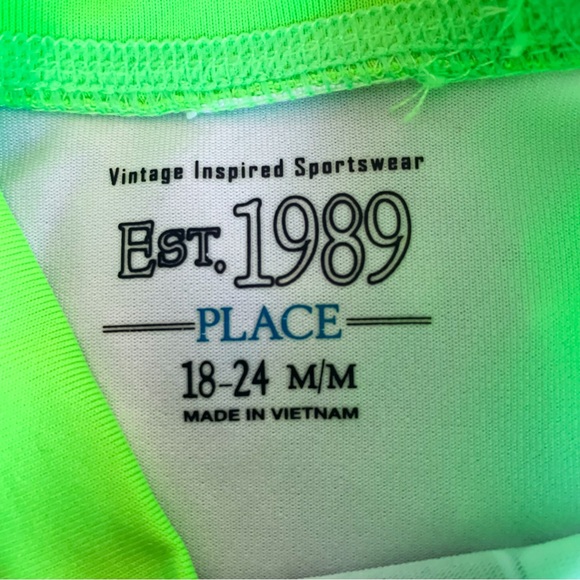 Vintage Inspired Sportswear
EST. 1989
PLACE
18-24 M/M
MADE IN VIETNAM